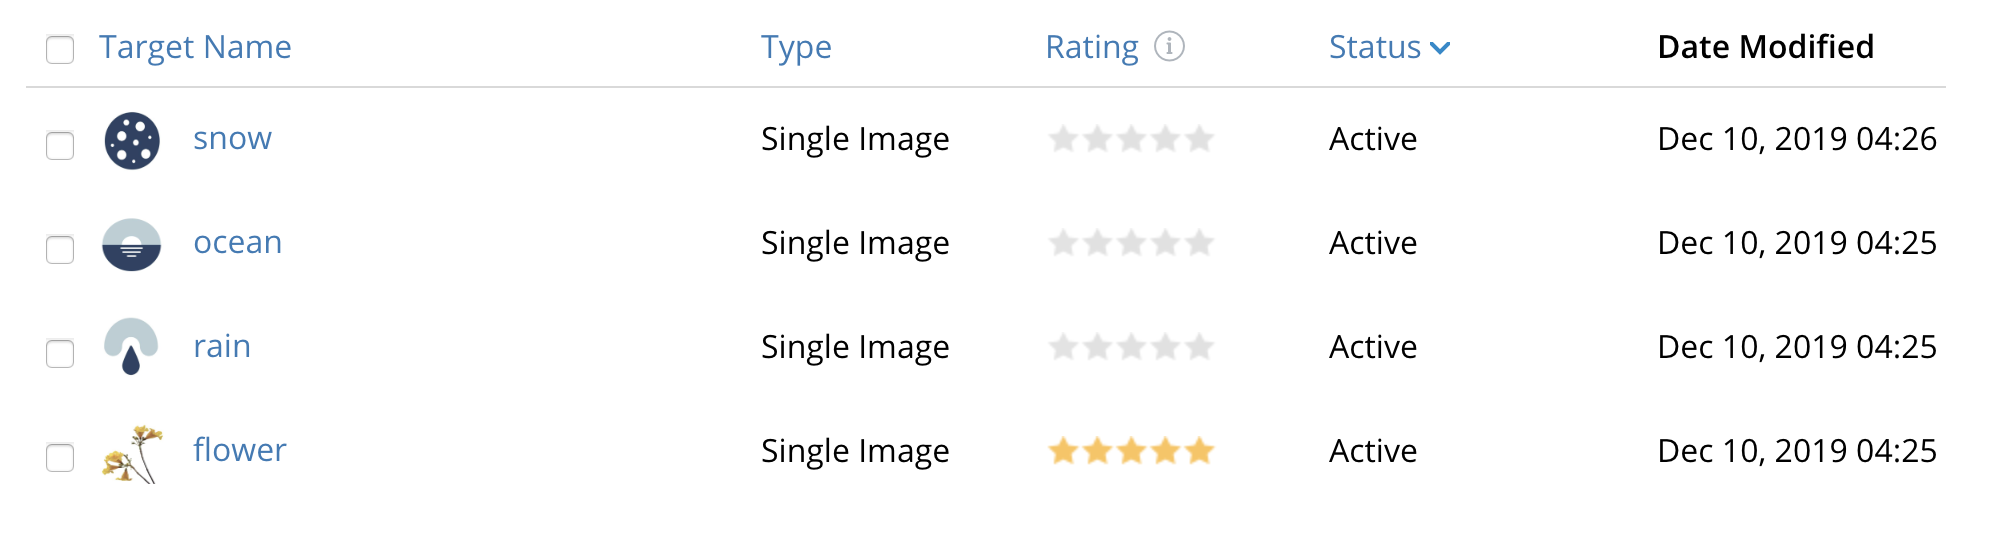 Target Name Type Rating Status Date Modified
snow Single Image Active Dec 10, 2019 04:26
ocean Single Image Active Dec 10, 2019 04:25
rain Single Image Active Dec 10, 2019 04:25
flower Single Image Active Dec 10, 2019 04:25